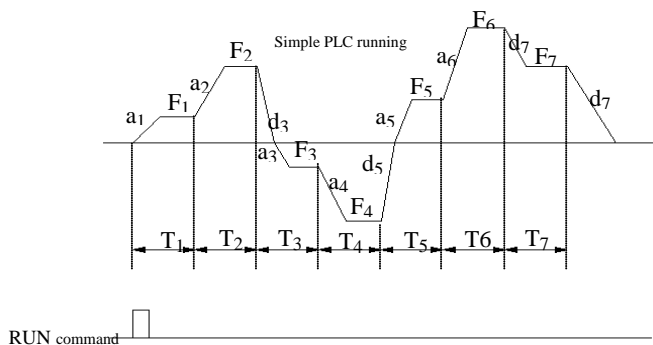 Simple PLC running
a1 F1 a2 F2 d3 a3 F3 a4 F4 d5 a5 F5 a6 F6 d7 F7 d7
T1 T2 T3 T4 T5 T6 T7
RUN command